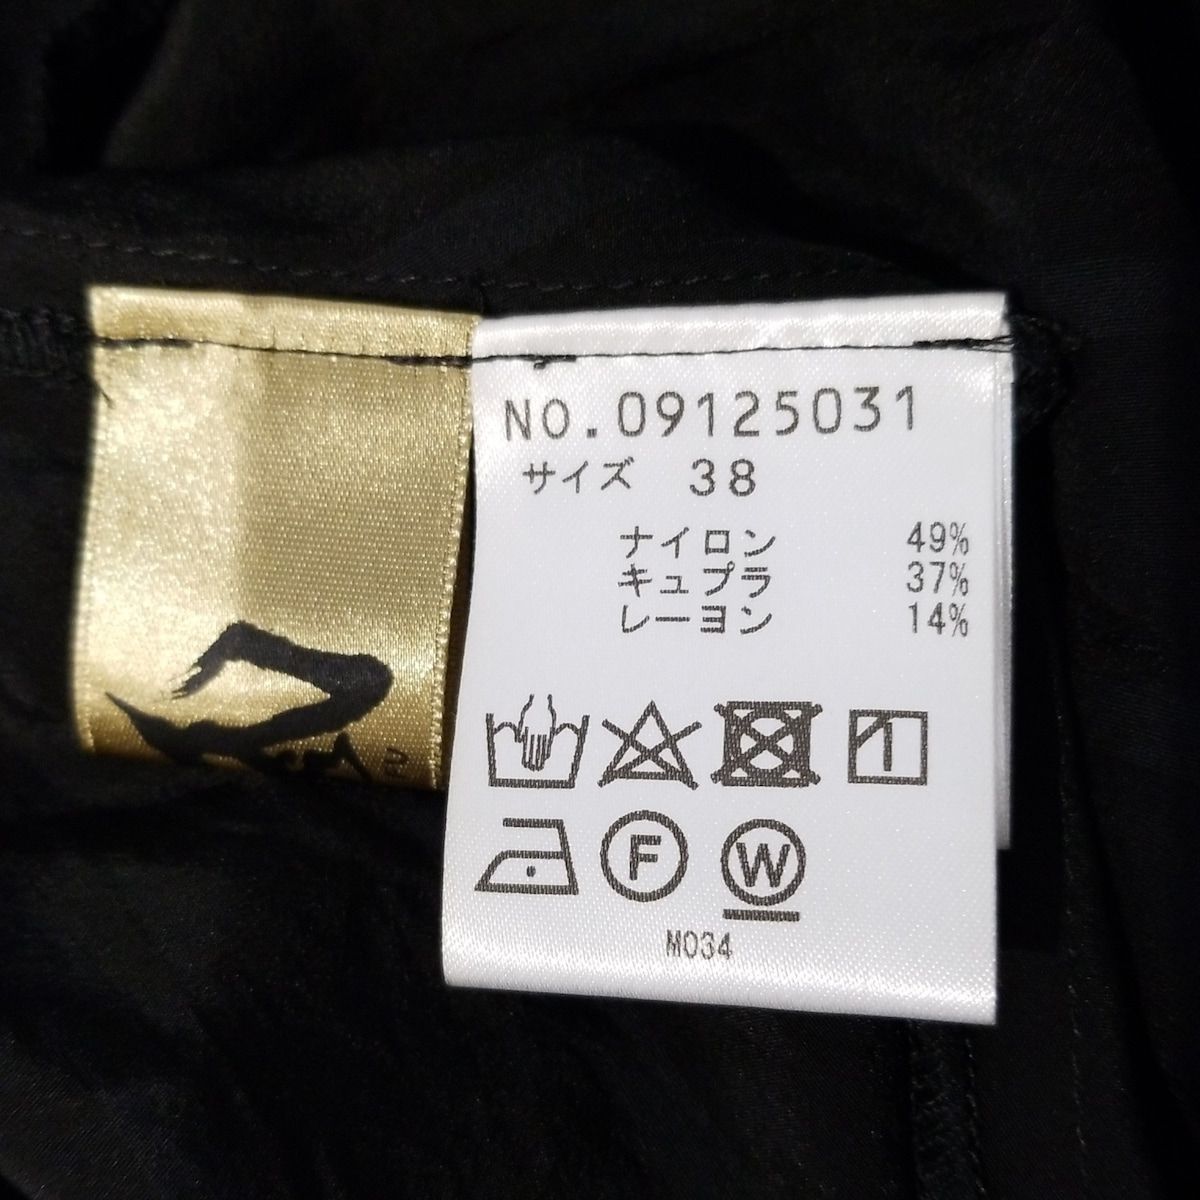 NO.09125031
サイズ 38
ナイロン 49%
キュプラ 37%
レーヨン 14%
F W
M034